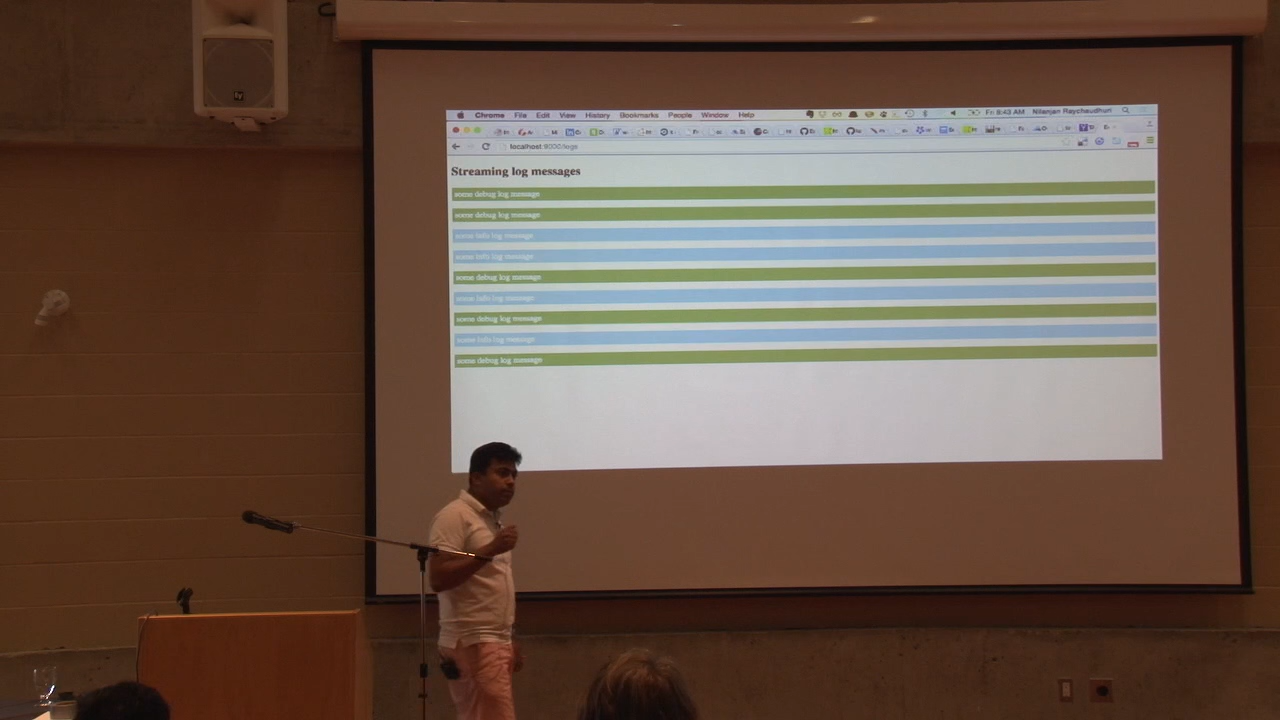 Chrome File Edit View History Bookmarks People Window Help Fri 8:43 AM Nilanjan Raychaudhuri
localhost:9000/logs
Streaming log messages
some debug log message
some debug log message
some info log message
some info log message
some debug log message
some info log message
some debug log message
some info log message
some debug log message